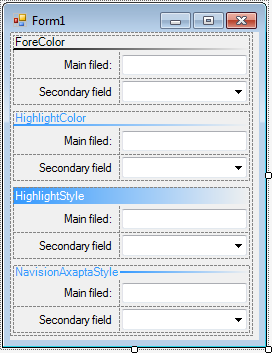 Form1
ForeColor
Main filed:
Secondary field
HighlightColor
Main filed:
Secondary field
HighlightStyle
Main filed:
Secondary field
NavisionAxaptaStyle
Main filed:
Secondary field